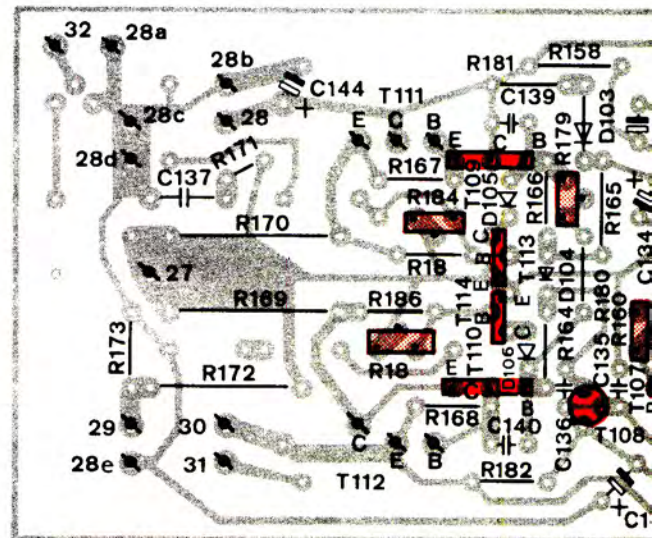 32
28a
28b
R181
R158
C144
T111
C139
28c
28
E
C
B
E
C
B
R179
D103
28d
R171
R167
T109
D105
R166
R165
C137
R184
R170
R18
C
B
T113
C134
27
E
D104
R180
R169
R186
T114
B
E
C
R164
R160
R173
R18
T110
D106
C135
T107
R172
E
C
B
R168
C140
C136
T108
29
30
C
E
B
28e
31
T112
R182
C1